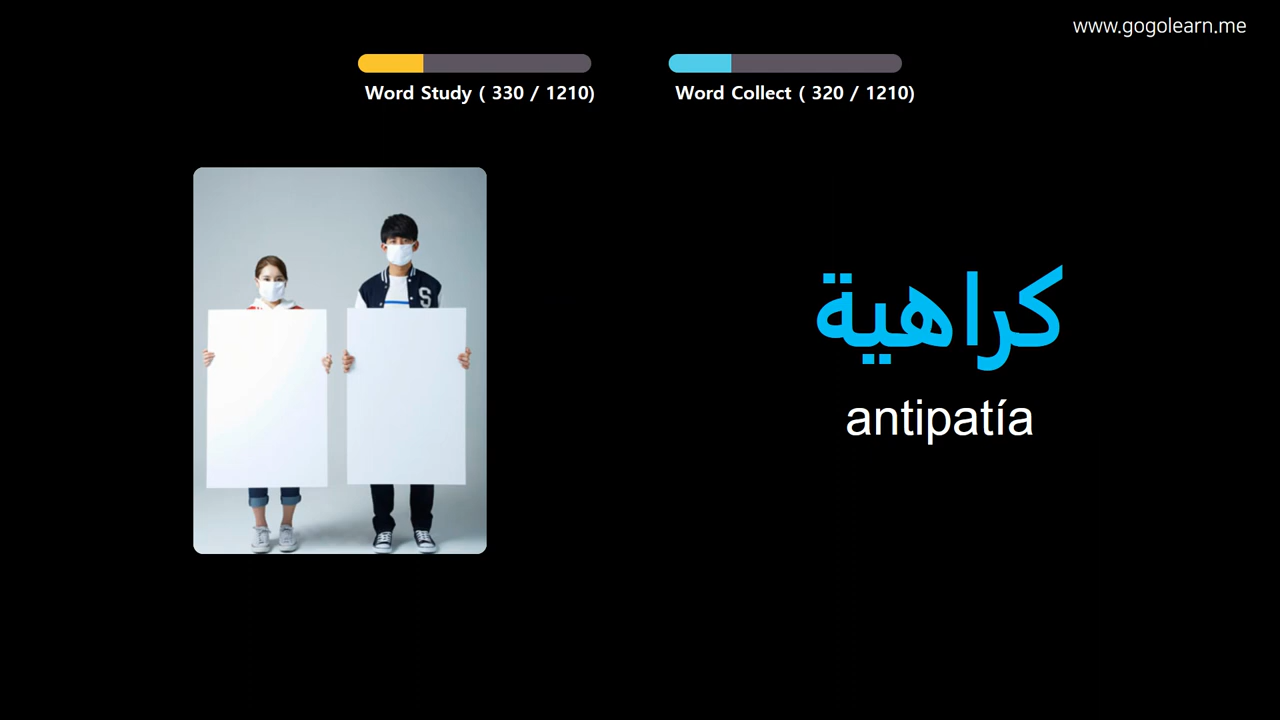 www.gogolearn.me
Word Study ( 330 / 1210)
Word Collect ( 320 / 1210)
S
كراهية
antipatía